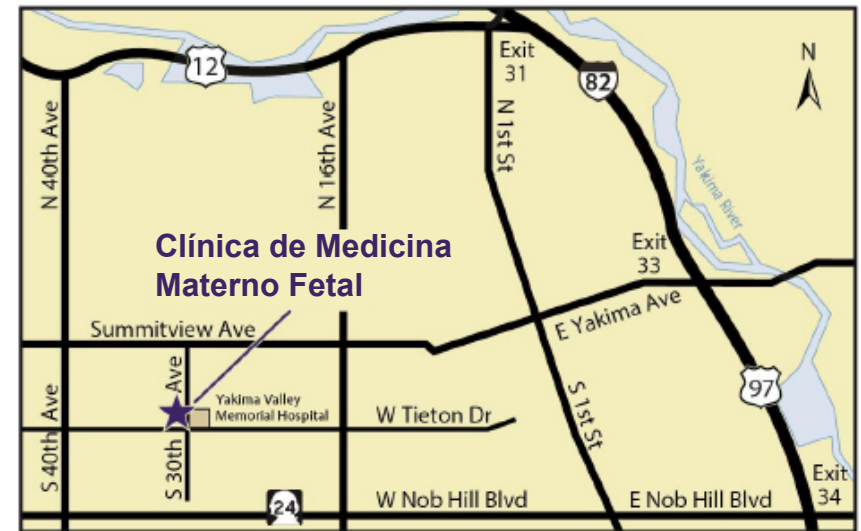 12
Exit
31
82
N
N 40th Ave
N 16th Ave
N 1st St
Yakima River
Clínica de Medicina
Materno Fetal
Exit
33
Summitview Ave
E Yakima Ave
S 40th Ave
S 30th Ave
Yakima Valley
Memorial Hospital
W Tieton Dr
S 1st St
97
24
W Nob Hill Blvd
E Nob Hill Blvd
Exit
34